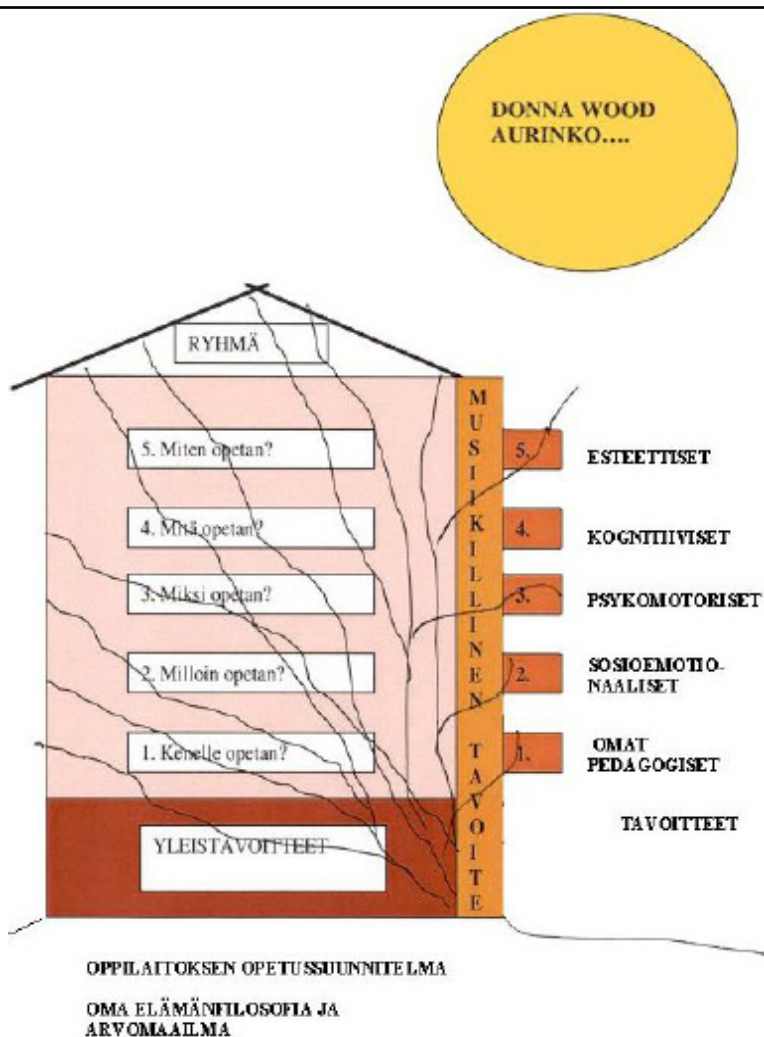 DONNA WOOD
AURINKO....
RYHMÄ
MUSIIKILLINEN TAVOITE
5. Miten opetan?
5.
ESTEETTISET
4. Mitä opetan?
4.
KOGNITIIVISET
3. Miksi opetan?
3.
PSYKOMOTORISET
2. Milloin opetan?
2.
SOSIOEMOTIO-
NAALISET
1. Kenelle opetan?
1.
OMAT
PEDAGOGISET
TAVOITTEET
YLEISTAVOITTEET
OPPILAITOKSEN OPETUSSUUNNITELMA
OMA ELÄMÄNFILOSOFIA JA
ARVOMAAILMA